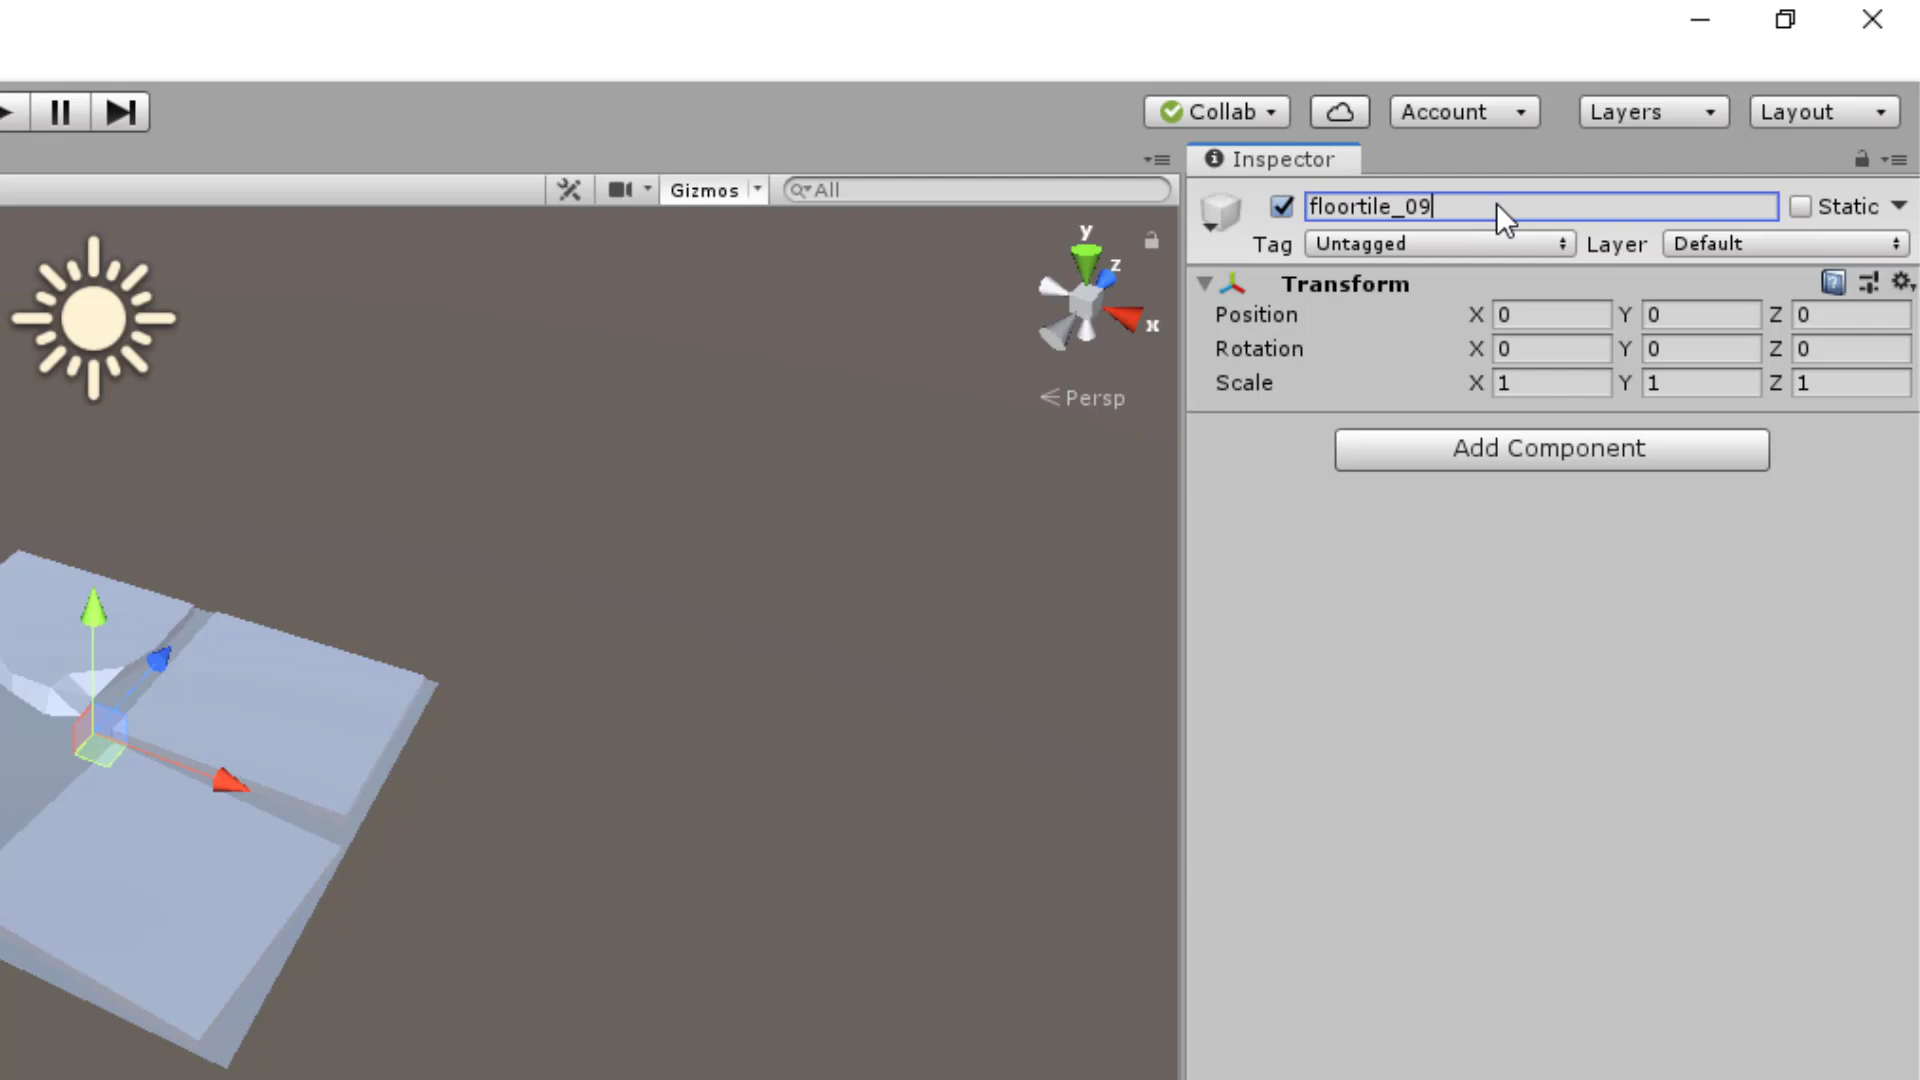 Collab
Account
Layers
Layout
Inspector
Gizmos
All
floortile_09
Static
Tag Untagged Layer Default
Transform
Position X 0 Y 0 Z 0
Rotation X 0 Y 0 Z 0
Scale X 1 Y 1 Z 1
Add Component
y
z
x
Persp